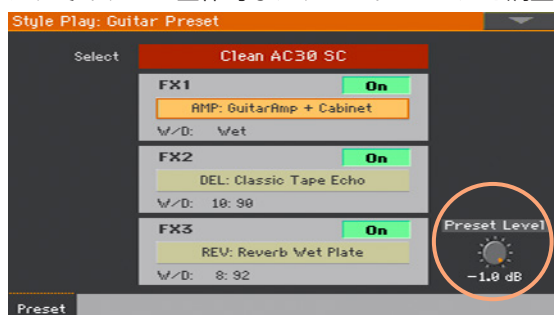 Style Play: Guitar Preset
Select
Clean AC30 SC
FX1
On
AMP: GuitarAmp + Cabinet
W/D: Wet
FX2
On
DEL: Classic Tape Echo
W/D: 10:90
FX3
On
REV: Reverb Wet Plate
W/D: 8:92
Preset Level
-1.0 dB
Preset